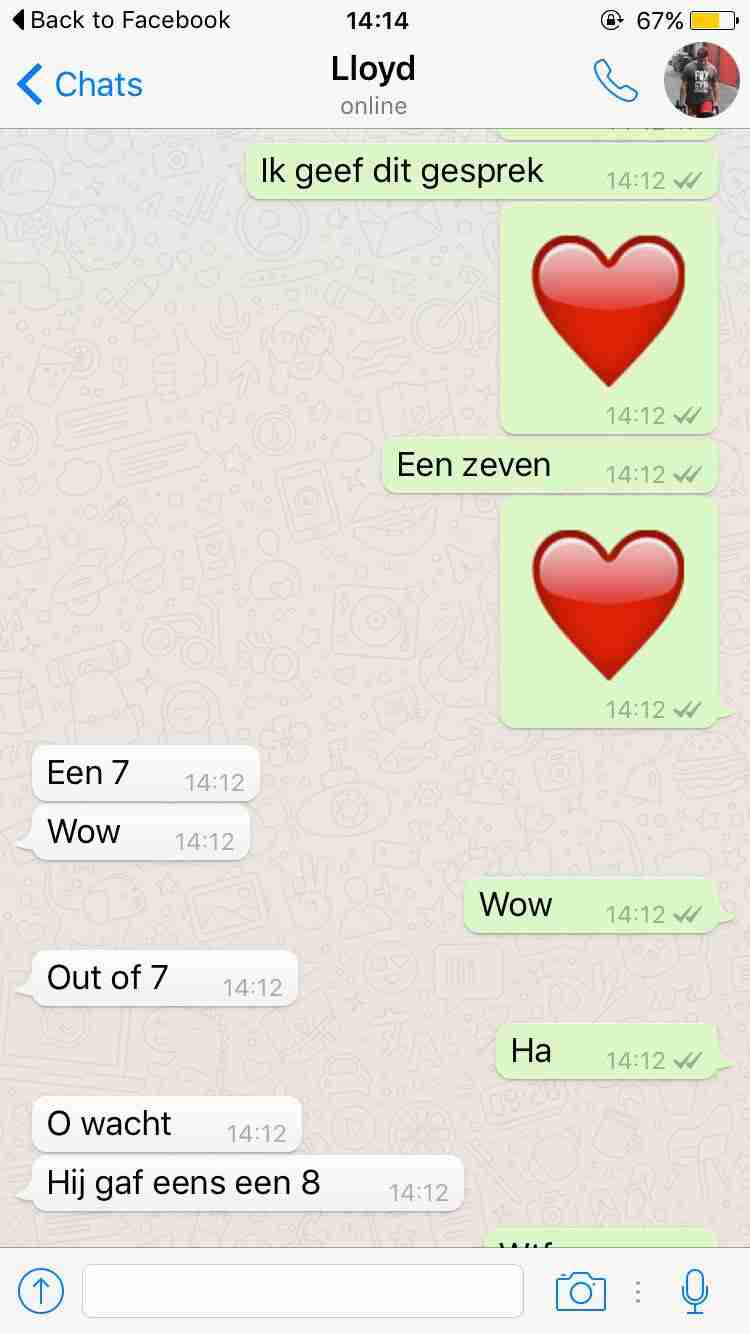 Back to Facebook 14:14 67%
Chats
Lloyd
online
Ik geef dit gesprek 14:12
14:12
Een zeven 14:12
14:12
Een 7 14:12
Wow 14:12
Wow 14:12
Out of 7 14:12
Ha 14:12
O wacht 14:12
Hij gaf eens een 8 14:12